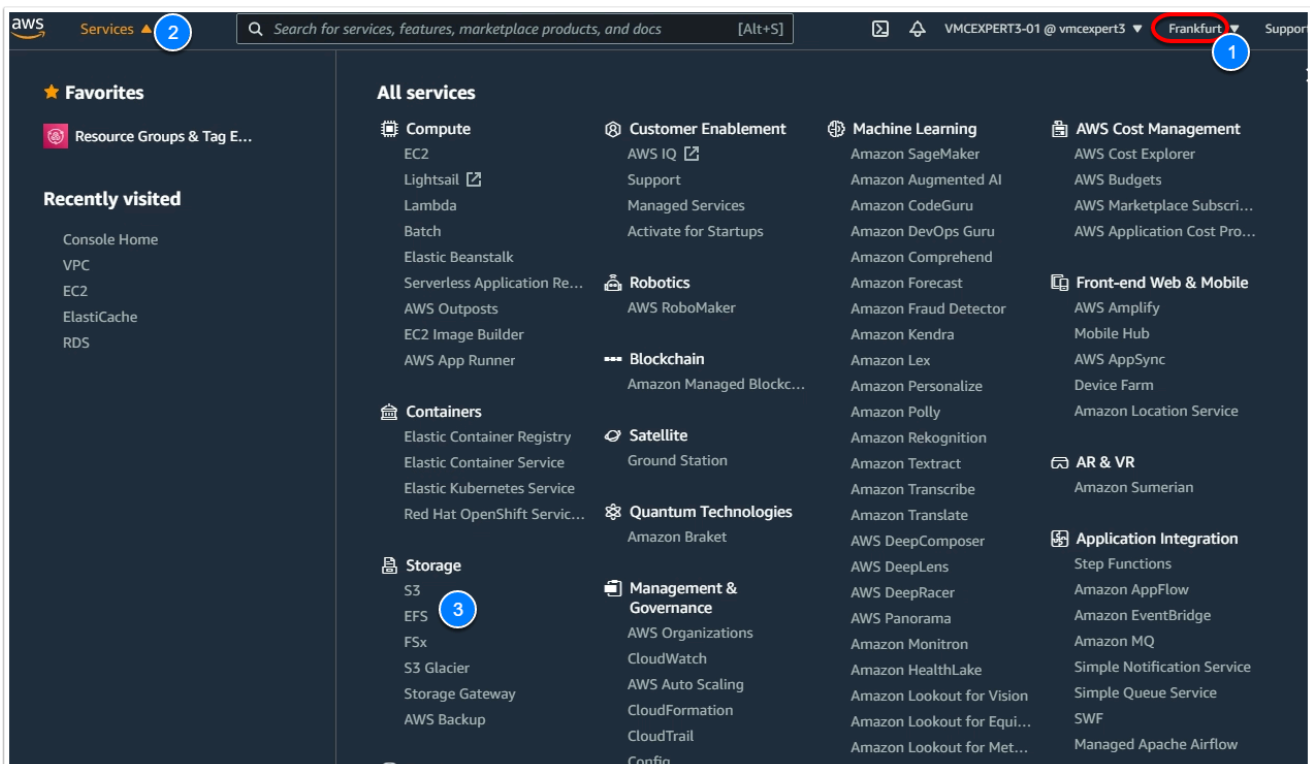 aws
Services ▲
2
Search for services, features, marketplace products, and docs [Alt+S]
VMCEXPERT3-01 @ vmcexpert3 ▼
Frankfurt ▼
1
Support
Favorites
Resource Groups & Tag E...
Recently visited
Console Home
VPC
EC2
ElastiCache
RDS
All services
Compute
EC2
Lightsail
Lambda
Batch
Elastic Beanstalk
Serverless Application Re...
AWS Outposts
EC2 Image Builder
AWS App Runner
Containers
Elastic Container Registry
Elastic Container Service
Elastic Kubernetes Service
Red Hat OpenShift Servic...
Storage
S3
EFS
3
FSx
S3 Glacier
Storage Gateway
AWS Backup
Customer Enablement
AWS IQ
Support
Managed Services
Activate for Startups
Robotics
AWS RoboMaker
Blockchain
Amazon Managed Blockc...
Satellite
Ground Station
Quantum Technologies
Amazon Braket
Management &
Governance
AWS Organizations
CloudWatch
AWS Auto Scaling
CloudFormation
CloudTrail
Config
Machine Learning
Amazon SageMaker
Amazon Augmented AI
Amazon CodeGuru
Amazon DevOps Guru
Amazon Comprehend
Amazon Forecast
Amazon Fraud Detector
Amazon Kendra
Amazon Lex
Amazon Personalize
Amazon Polly
Amazon Rekognition
Amazon Textract
Amazon Transcribe
Amazon Translate
AWS DeepComposer
AWS DeepLens
AWS DeepRacer
AWS Panorama
Amazon Monitron
Amazon HealthLake
Amazon Lookout for Vision
Amazon Lookout for Equi...
Amazon Lookout for Met...
AWS Cost Management
AWS Cost Explorer
AWS Budgets
AWS Marketplace Subscri...
AWS Application Cost Pro...
Front-end Web & Mobile
AWS Amplify
Mobile Hub
AWS AppSync
Device Farm
Amazon Location Service
AR & VR
Amazon Sumerian
Application Integration
Step Functions
Amazon AppFlow
Amazon EventBridge
Amazon MQ
Simple Notification Service
Simple Queue Service
SWF
Managed Apache Airflow